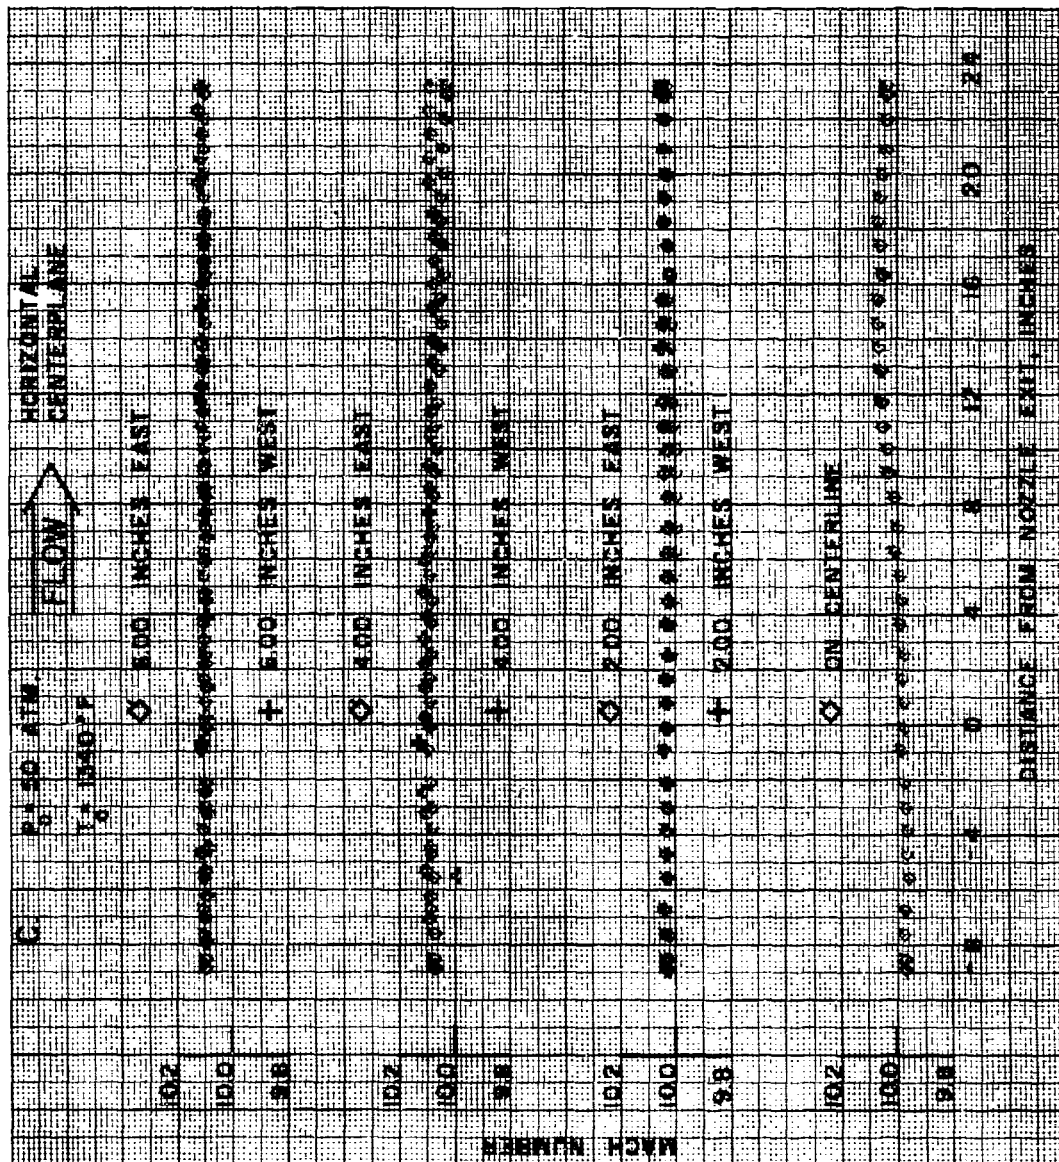 C.
P₀ = 50 ATM.
T₀ = 1340°F
FLOW
HORIZONTAL
CENTERPLANE
6.00 INCHES EAST
10.2
10.0
6.00 INCHES WEST
9.8
4.00 INCHES EAST
10.2
10.0
4.00 INCHES WEST
9.8
MACH NUMBER
2.00 INCHES EAST
10.2
10.0
2.00 INCHES WEST
9.8
ON CENTERLINE
10.2
10.0
9.8
-8 -4 0 4 8 12 16 20 24
DISTANCE FROM NOZZLE EXIT, INCHES